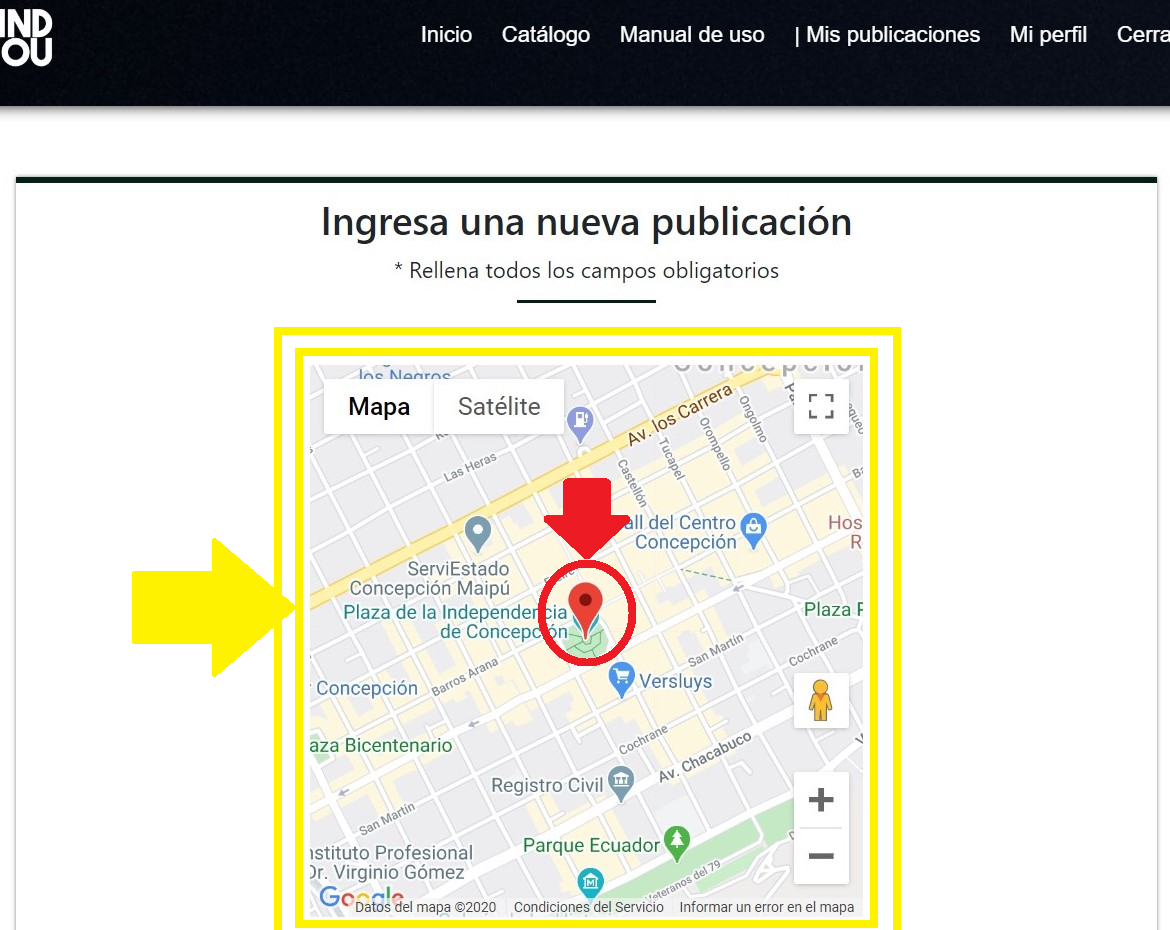 IND
OU
Inicio Catálogo Manual de uso | Mis publicaciones Mi perfil Cerra
Ingresa una nueva publicación
* Rellena todos los campos obligatorios
Concepción
los Negros
Mapa Satélite
Av. los Carrera
Ongolmo
Orompello
Tucapel
Castellón
Las Heras
all del Centro
Concepción
Hos
R
ServiEstado
Concepción Maipú
Freire
Plaza de la Independencia
de Concepción
Plaza P
San Martín
Cochrane
Barros Arana
Concepción
Versluys
aza Bicentenario
Cochrane
Av. Chacabuco
Registro Civil
San Martín
Parque Ecuador
nstituto Profesional
Dr. Virginio Gómez
Veteranos del 79
Google
Datos del mapa ©2020 Condiciones del Servicio Informar un error en el mapa